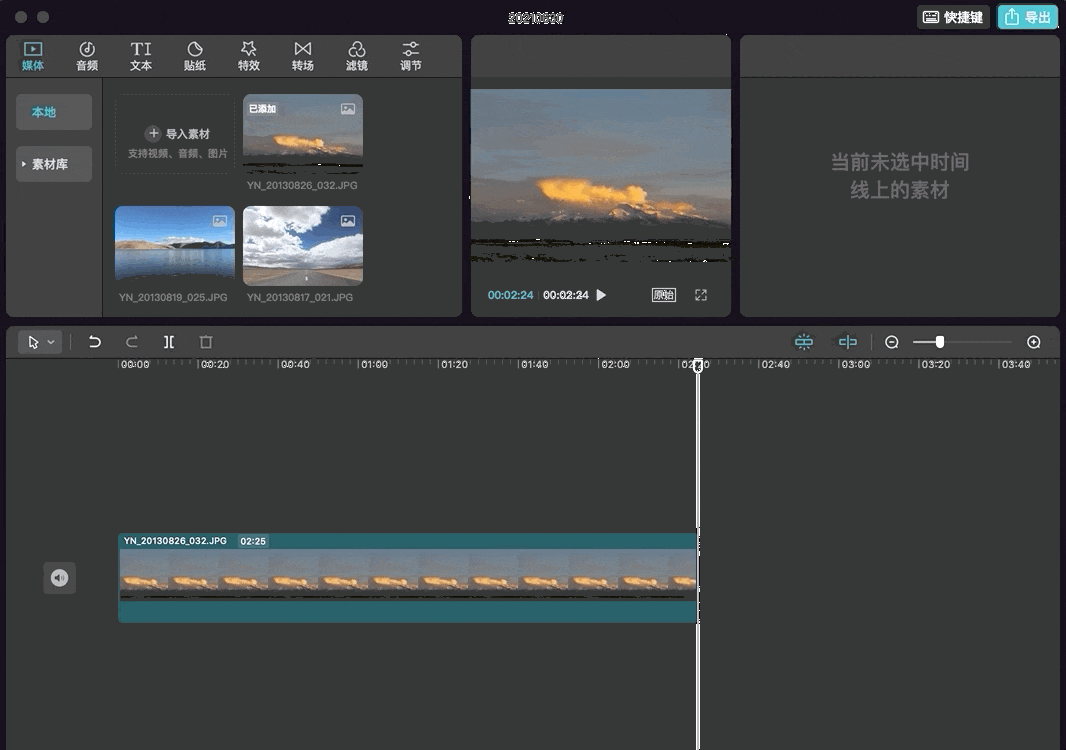 快捷键
导出
媒体
音频
文本
贴纸
特效
转场
滤镜
调节
本地
素材库
导入素材
支持视频、音频、图片
已添加
YN_20130826_032.JPG
YN_20130819_025.JPG
YN_20130817_021.JPG
00:02:24
00:02:24
原始
当前未选中时间
线上的素材
00:00
00:20
00:40
01:00
01:20
01:40
02:00
02:40
03:00
03:20
03:40
YN_20130826_032.JPG
02:25